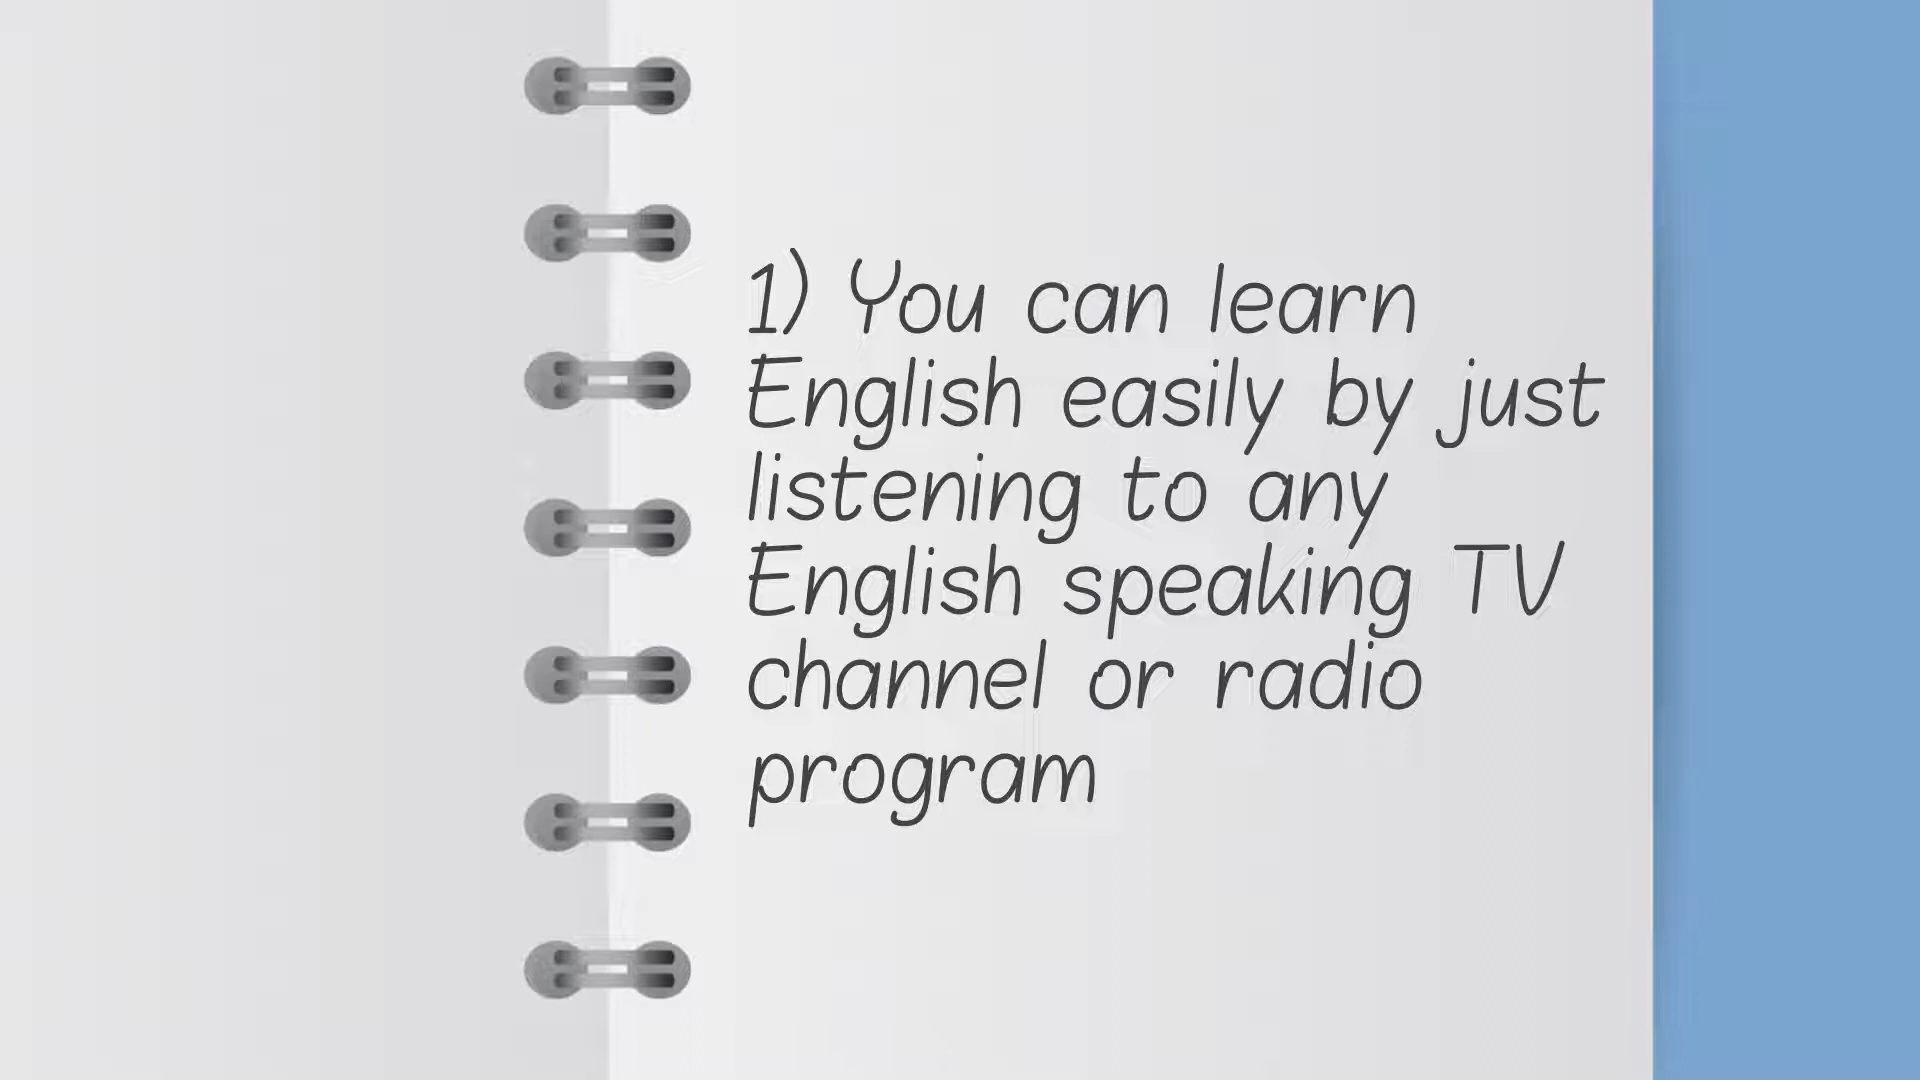 1) You can learn
English easily by just
listening to any
English speaking TV
channel or radio
program